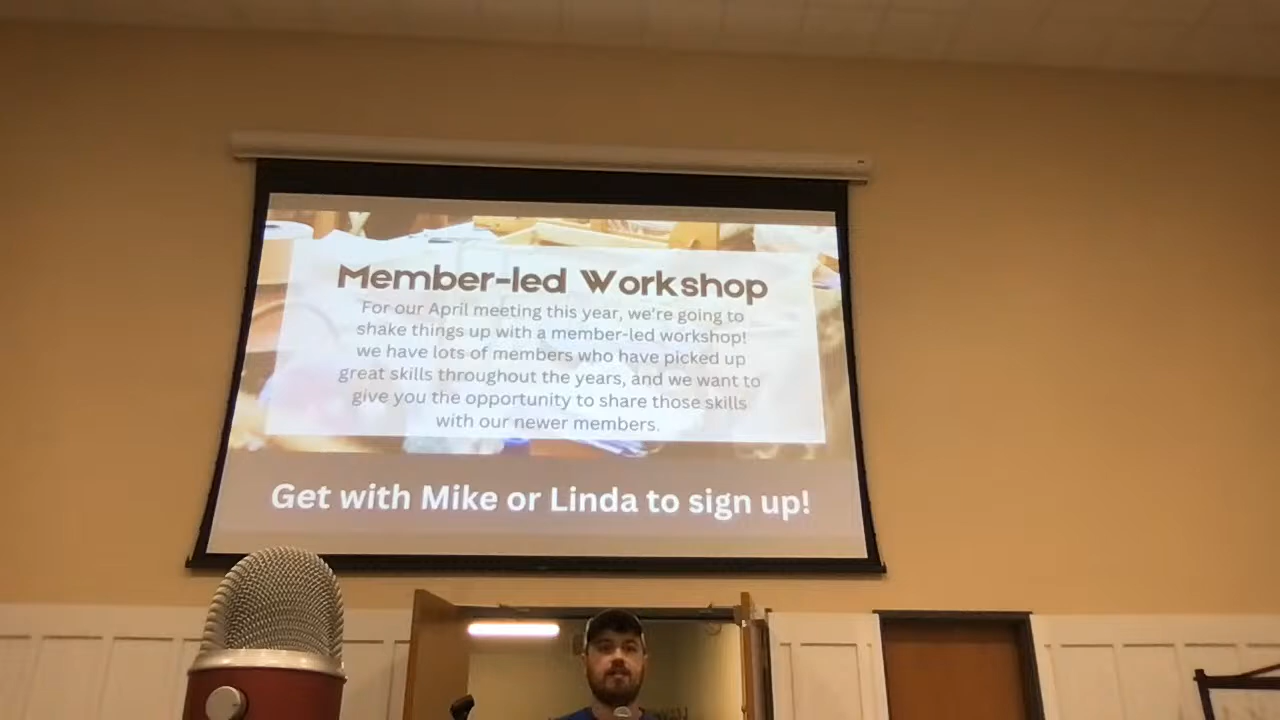 Member-led Workshop
For our April meeting this year, we're going to
shake things up with a member-led workshop!
we have lots of members who have picked up
great skills throughout the years, and we want to
give you the opportunity to share those skills
with our newer members.
Get with Mike or Linda to sign up!